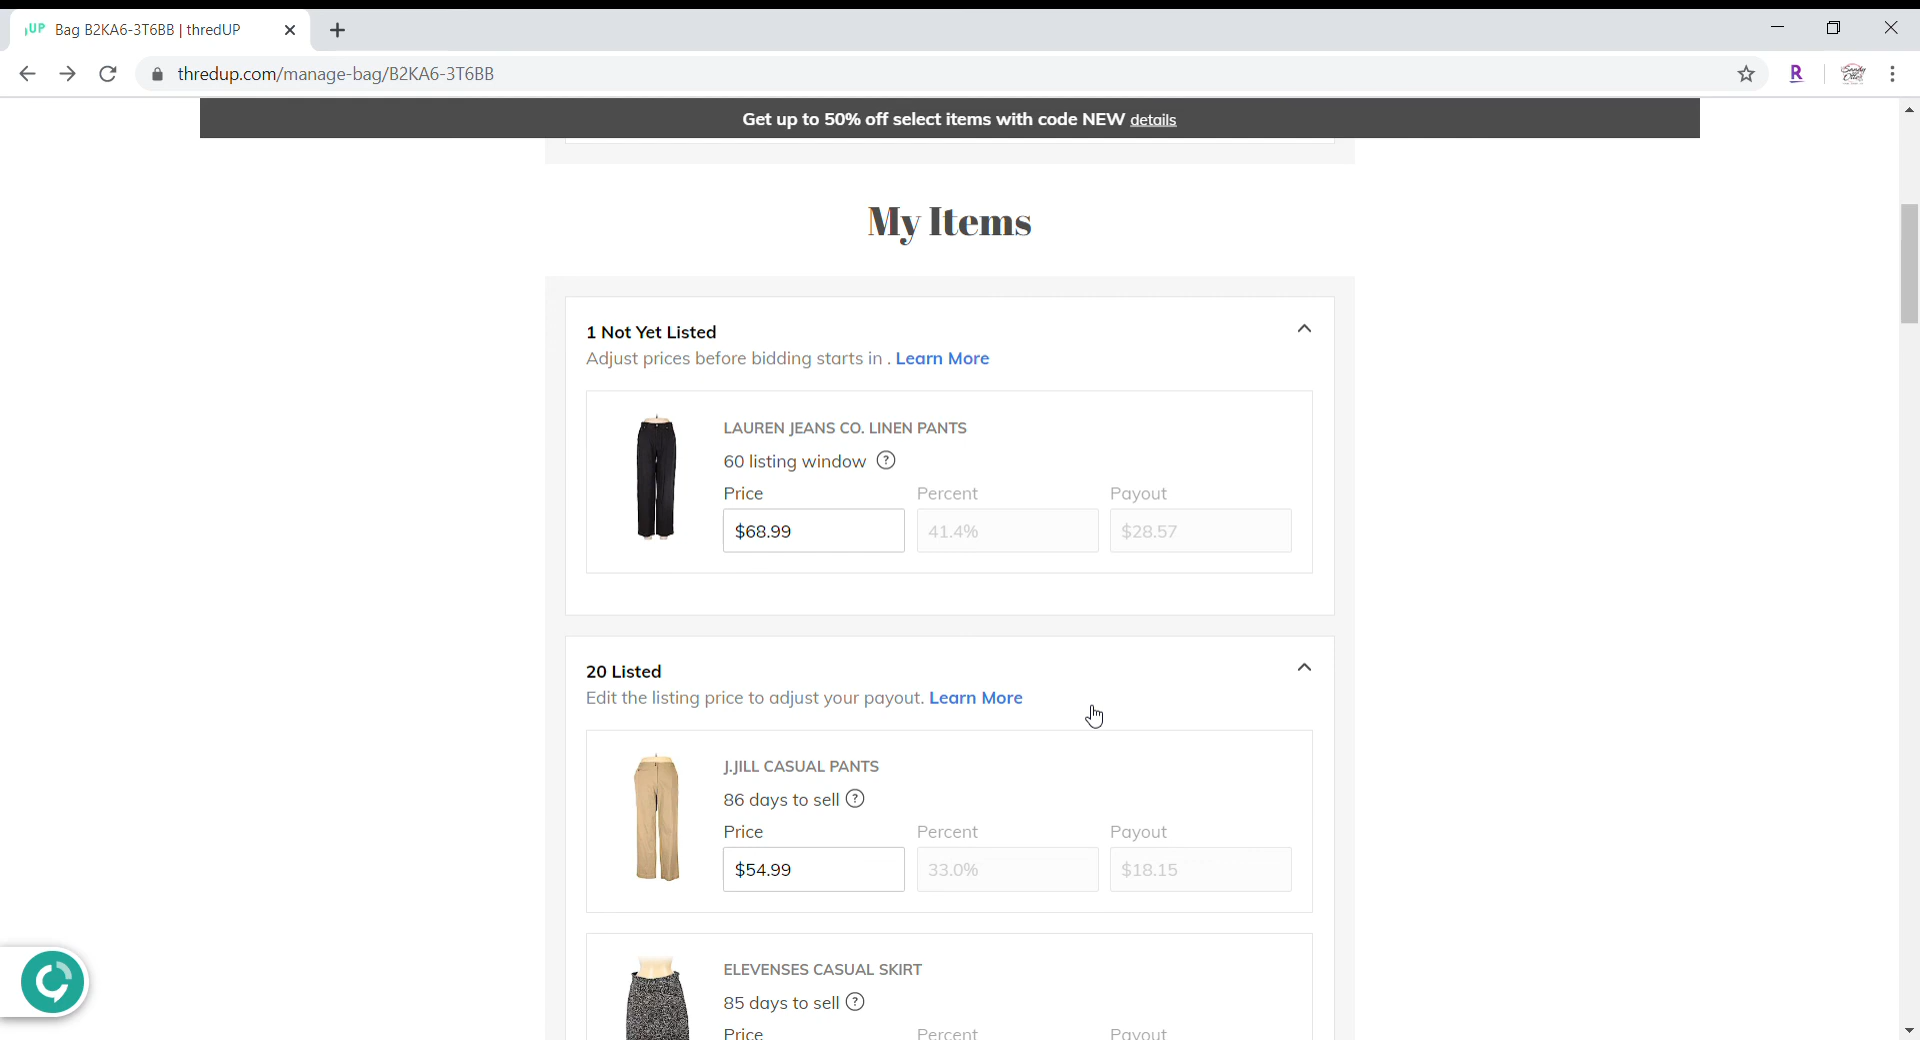 UP Bag B2KA6-3T6BB | thredUP
thredup.com/manage-bag/B2KA6-3T6BB
R
Sandy Otter
Get up to 50% off select items with code NEW details
My Items
1 Not Yet Listed
Adjust prices before bidding starts in . Learn More
LAUREN JEANS CO. LINEN PANTS
60 listing window ?
Price Percent Payout
$68.99 41.4% $28.57
20 Listed
Edit the listing price to adjust your payout. Learn More
J.JILL CASUAL PANTS
86 days to sell ?
Price Percent Payout
$54.99 33.0% $18.15
ELEVENSES CASUAL SKIRT
85 days to sell ?
Price Percent Payout